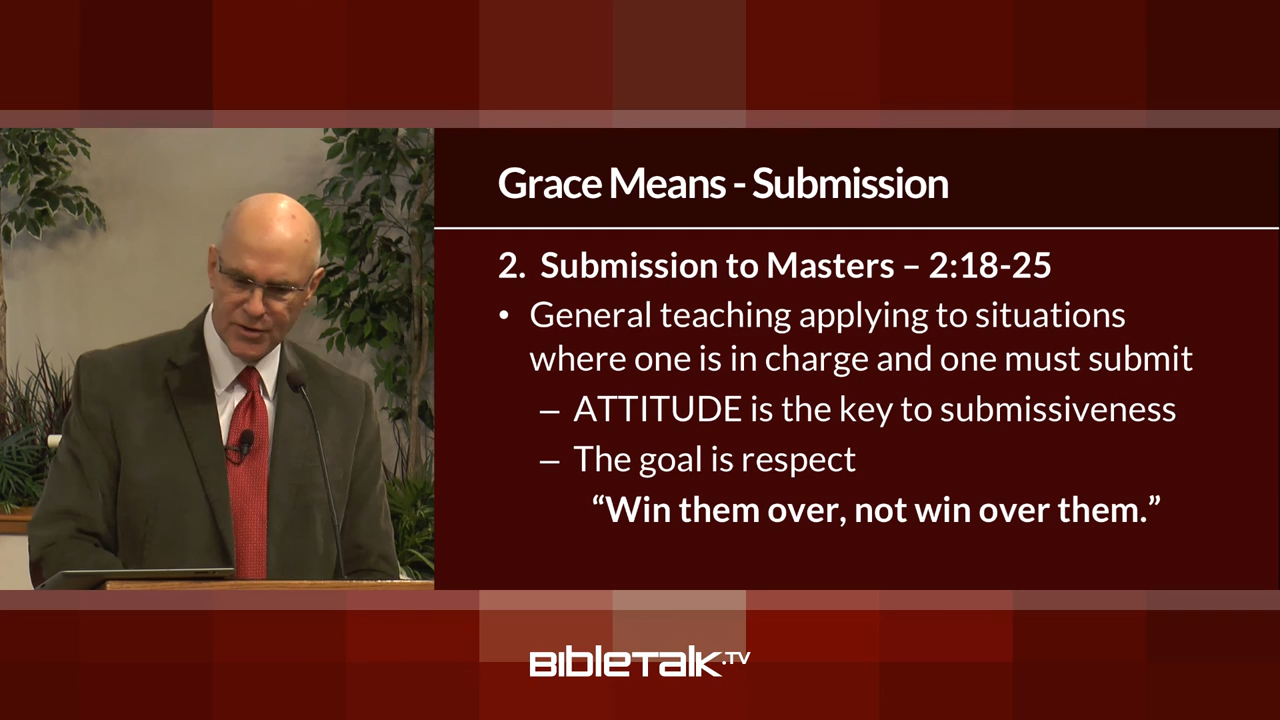 Grace Means - Submission
2. Submission to Masters – 2:18-25
• General teaching applying to situations
where one is in charge and one must submit
– ATTITUDE is the key to submissiveness
– The goal is respect
“Win them over, not win over them.”
BibleTalk.TV